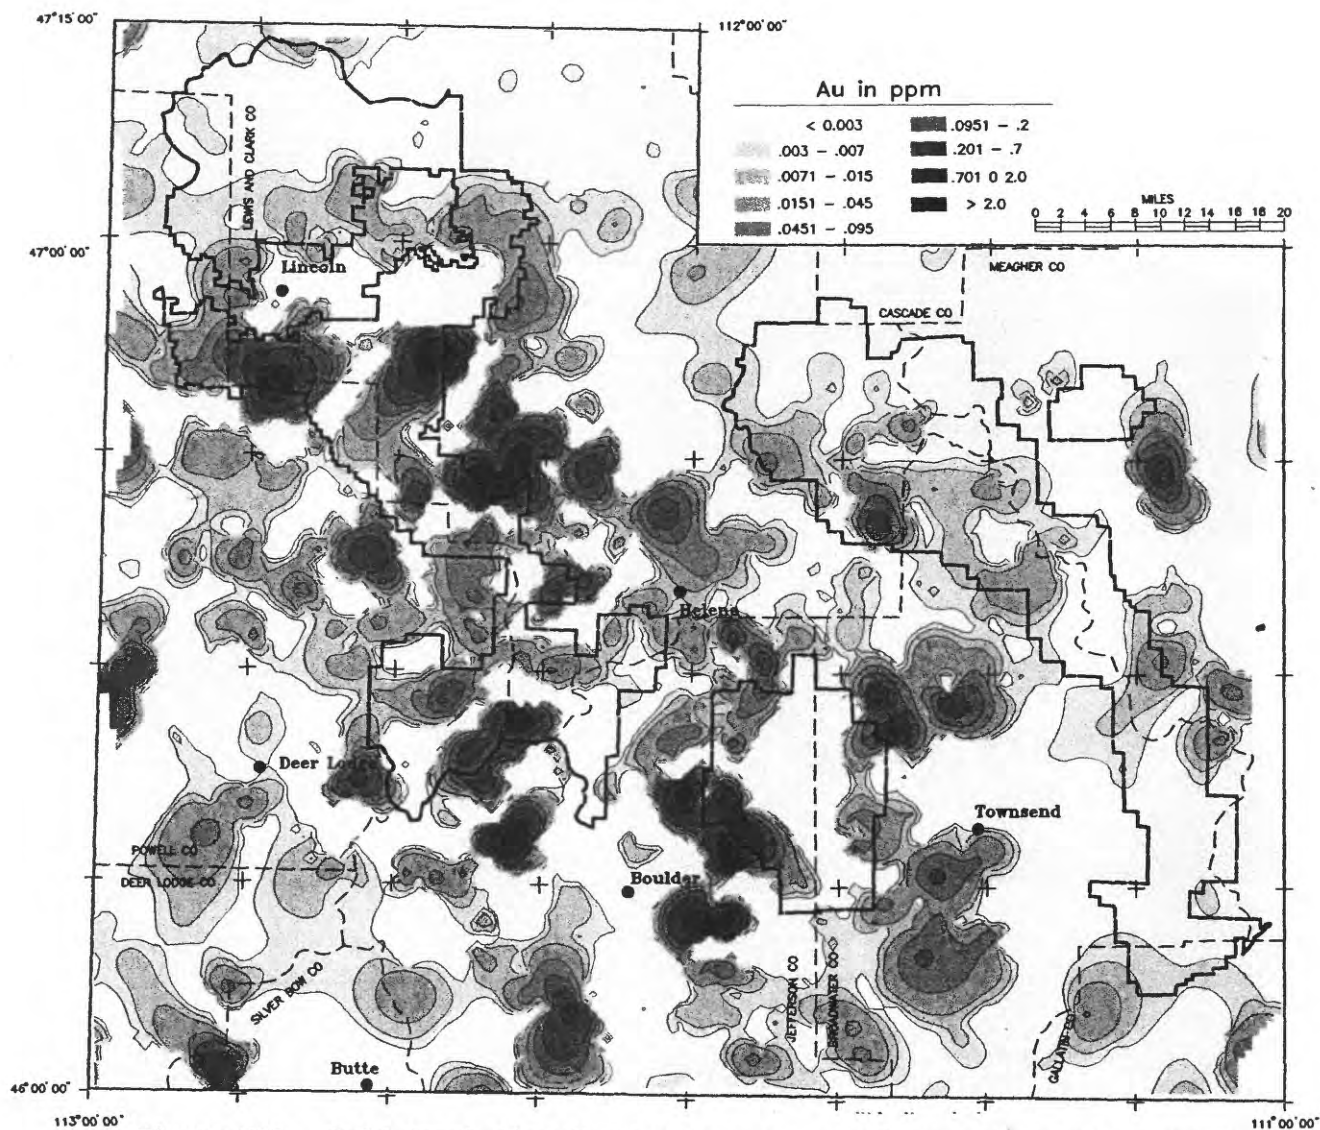 47°15' 00"
112°00' 00"
Au in ppm
< 0.003
.0951 - .2
.003 - .007
.201 - .7
.0071 - .015
.701 0 2.0
.0151 - .045
> 2.0
.0451 - .095
MILES
0 2 4 6 8 10 12 14 16 20
LEWIS AND CLARK CO
47°00' 00"
MEAGHER CO
Lincoln
CASCADE CO
Helena
Deer Lodge
Townsend
POWELL CO
DEER LODGE CO
Boulder
SILVER BOW CO
JEFFERSON CO
BROADWATER CO
GALLATIN CO
Butte
46°00' 00"
113°00' 00"
111°00' 00"